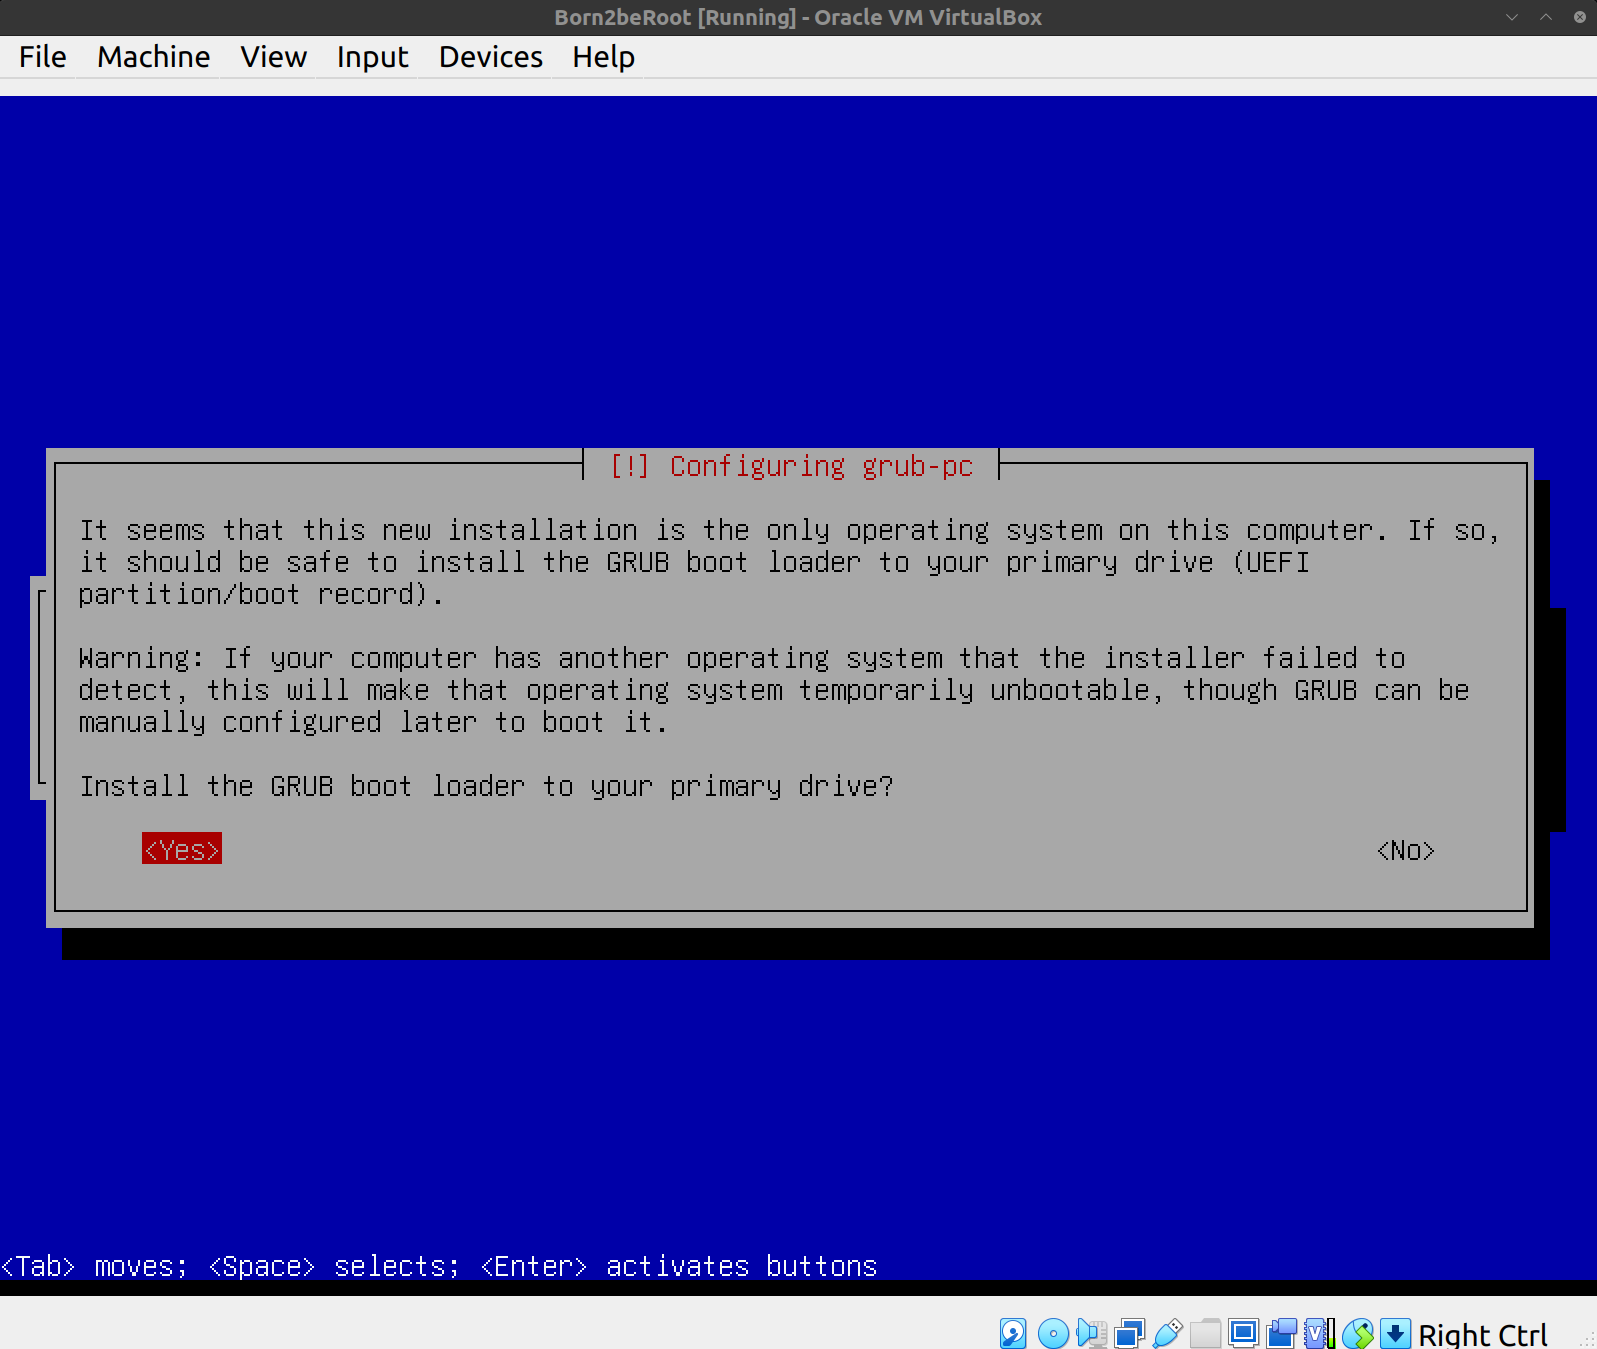 Born2beRoot [Running] - Oracle VM VirtualBox
File Machine View Input Devices Help
[!] Configuring grub-pc
It seems that this new installation is the only operating system on this computer. If so,
it should be safe to install the GRUB boot loader to your primary drive (UEFI
partition/boot record).
Warning: If your computer has another operating system that the installer failed to
detect, this will make that operating system temporarily unbootable, though GRUB can be
manually configured later to boot it.
Install the GRUB boot loader to your primary drive?
<Yes> <No>
<Tab> moves; <Space> selects; <Enter> activates buttons
Right Ctrl